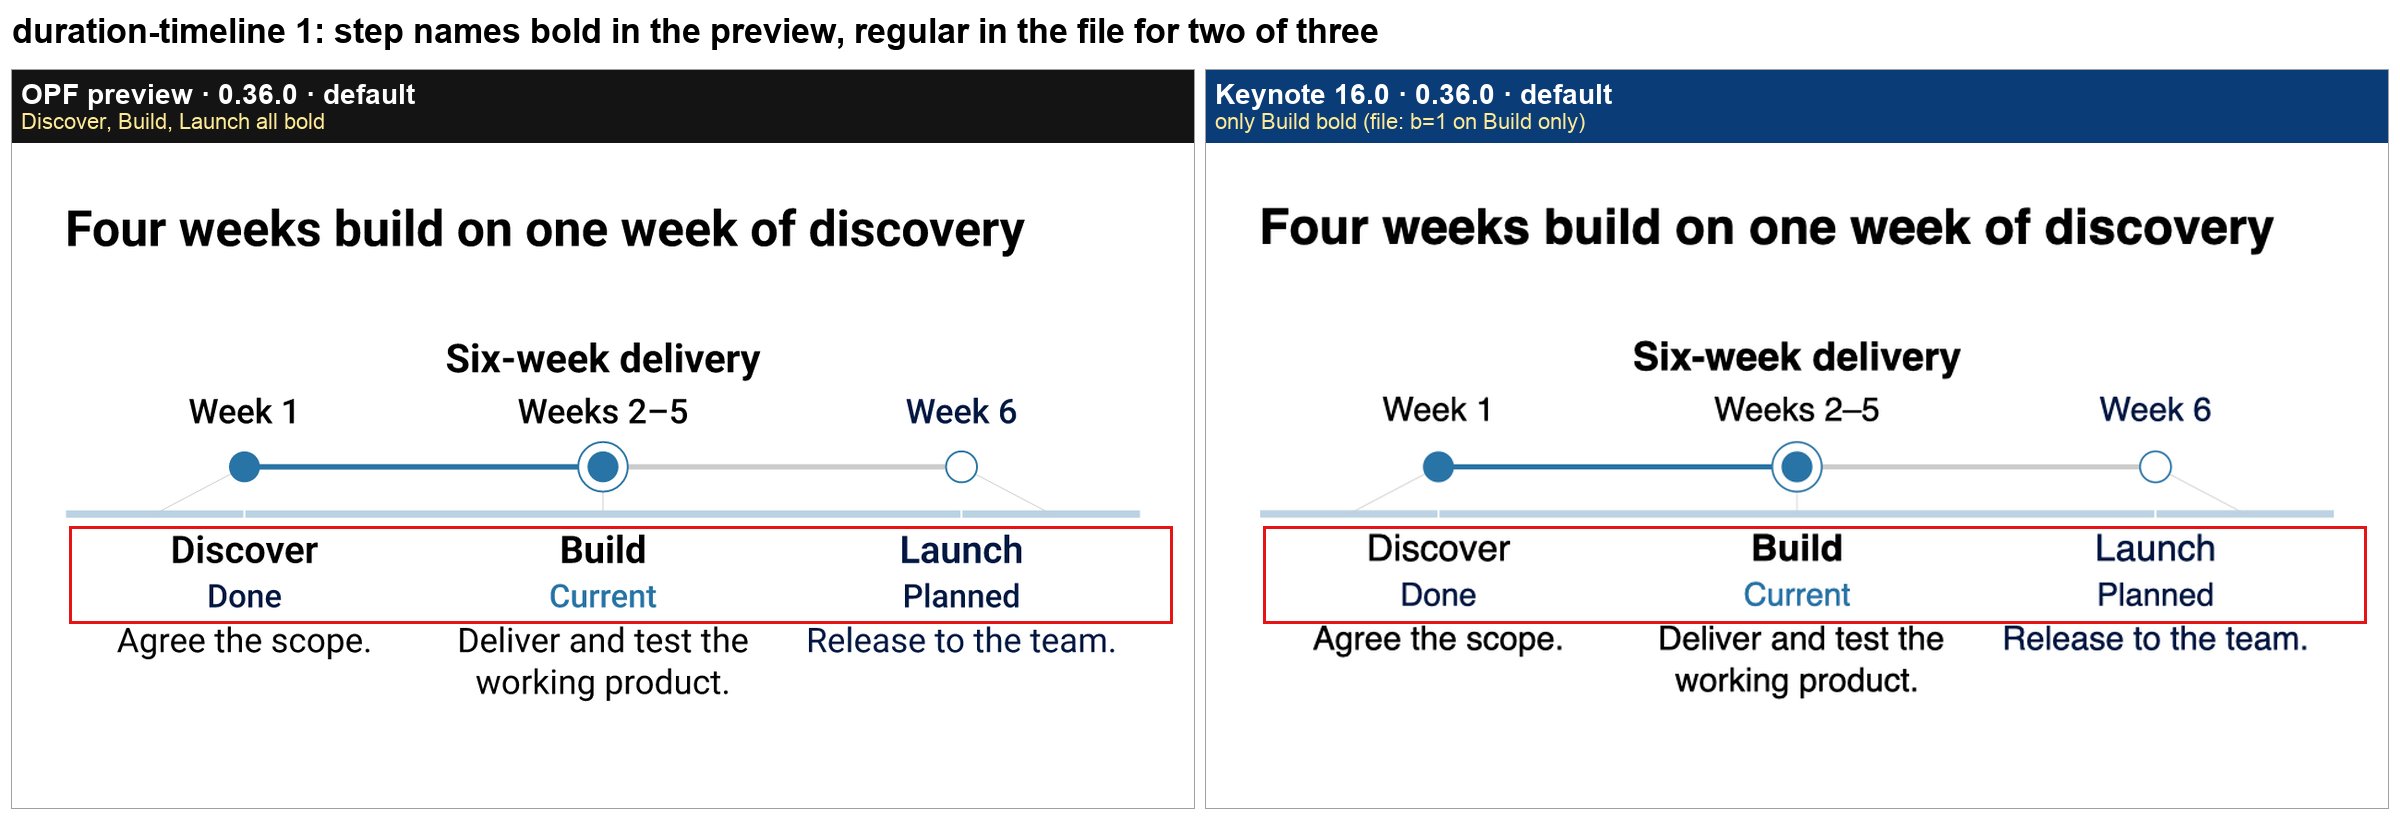 duration-timeline 1: step names bold in the preview, regular in the file for two of three
OPF preview · 0.36.0 · default
Discover, Build, Launch all bold
Four weeks build on one week of discovery
Six-week delivery
Week 1 Weeks 2–5 Week 6
Discover Build Launch
Done Current Planned
Agree the scope. Deliver and test the Release to the team.
working product.
Keynote 16.0 · 0.36.0 · default
only Build bold (file: b=1 on Build only)
Four weeks build on one week of discovery
Six-week delivery
Week 1 Weeks 2–5 Week 6
Discover Build Launch
Done Current Planned
Agree the scope. Deliver and test the Release to the team.
working product.